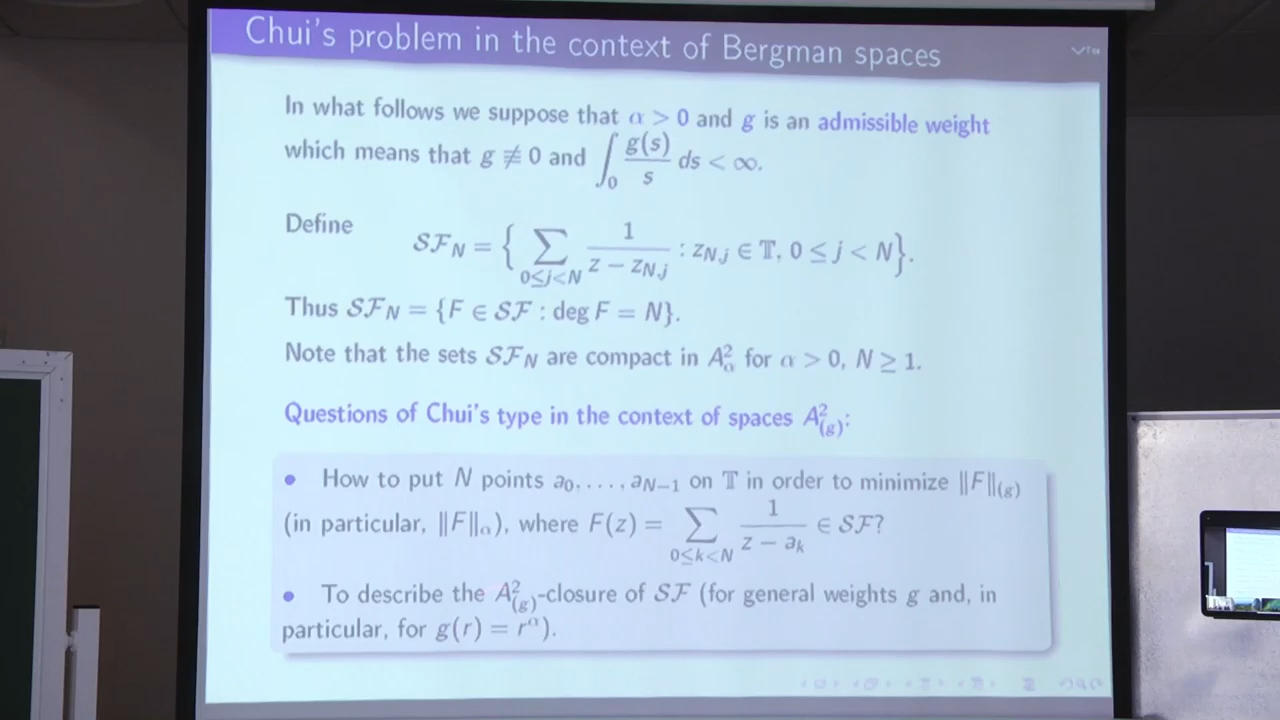 Chui's problem in the context of Bergman spaces
In what follows we suppose that α > 0 and g is an admissible weight
which means that g ≢ 0 and ∫₀ g(s)/s ds < ∞.
Define
𝒮ℱ_N = { ∑_{0≤j<N} 1/(z − z_{N,j}) : z_{N,j} ∈ 𝕋, 0 ≤ j < N }.
Thus 𝒮ℱ_N = {F ∈ 𝒮ℱ : deg F = N}.
Note that the sets 𝒮ℱ_N are compact in A²_α for α > 0, N ≥ 1.
Questions of Chui's type in the context of spaces A²_(g):
• How to put N points a₀, . . . , a_{N−1} on 𝕋 in order to minimize ‖F‖_(g)
(in particular, ‖F‖_α), where F(z) = ∑_{0≤k<N} 1/(z − a_k) ∈ 𝒮ℱ?
• To describe the A²_(g)-closure of 𝒮ℱ (for general weights g and, in
particular, for g(r) = r^α).